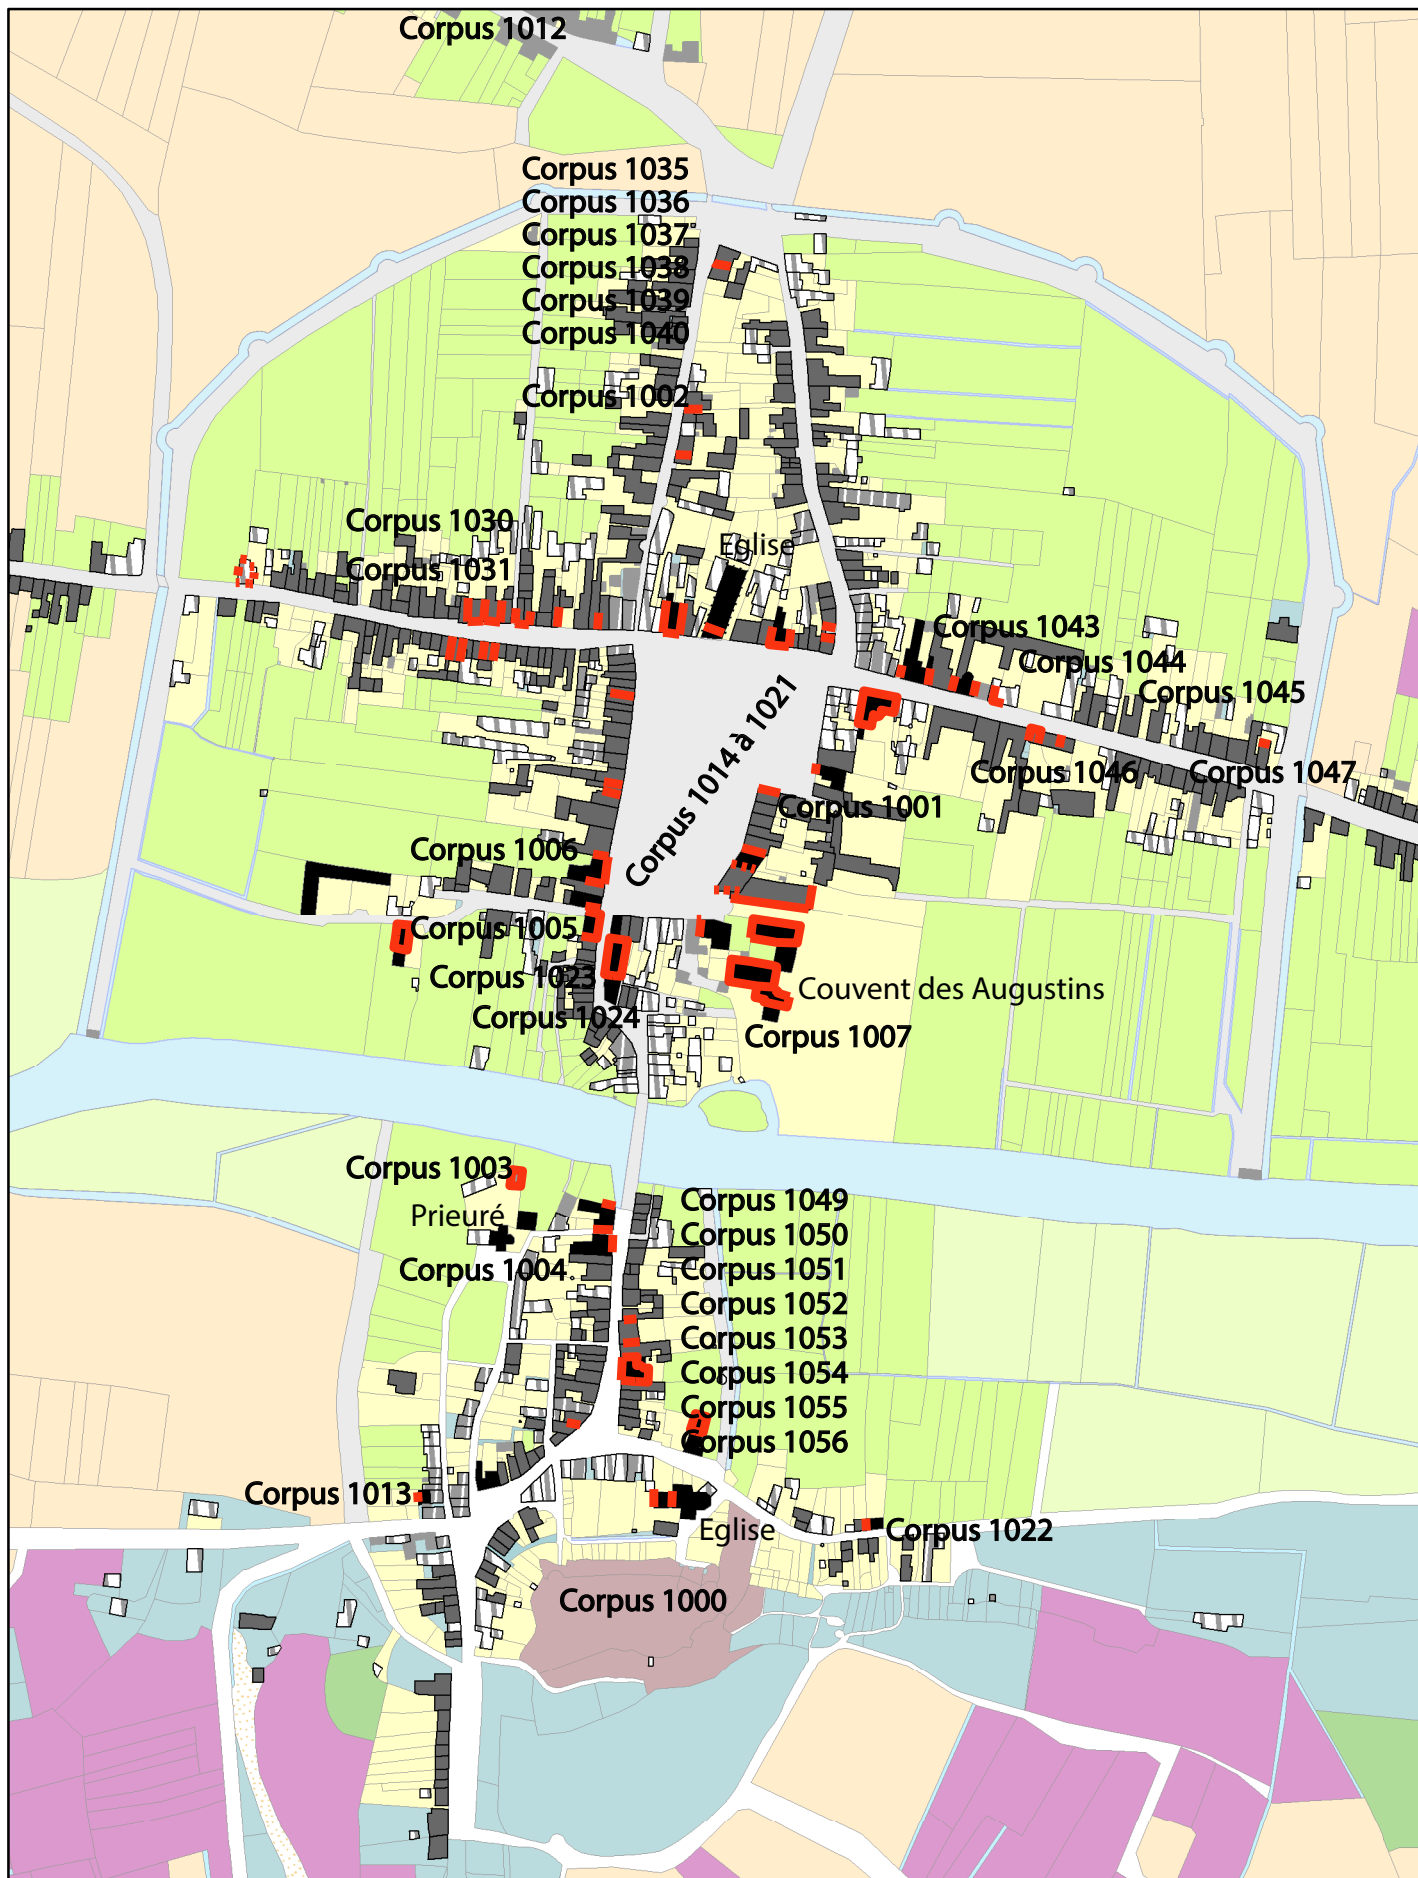 Corpus 1012
Corpus 1035
Corpus 1036
Corpus 1037
Corpus 1038
Corpus 1039
Corpus 1040
Corpus 1002
Corpus 1030
Eglise
Corpus 1031
Corpus 1043
Corpus 1044
Corpus 1045
Corpus 1014 à 1021
Corpus 1046
Corpus 1047
Corpus 1001
Corpus 1006
Corpus 1005
Corpus 1023
Couvent des Augustins
Corpus 1024
Corpus 1007
Corpus 1003
Corpus 1049
Prieuré
Corpus 1050
Corpus 1004
Corpus 1051
Corpus 1052
Corpus 1053
Corpus 1054
Corpus 1055
Corpus 1056
Corpus 1013
Eglise
Corpus 1022
Corpus 1000